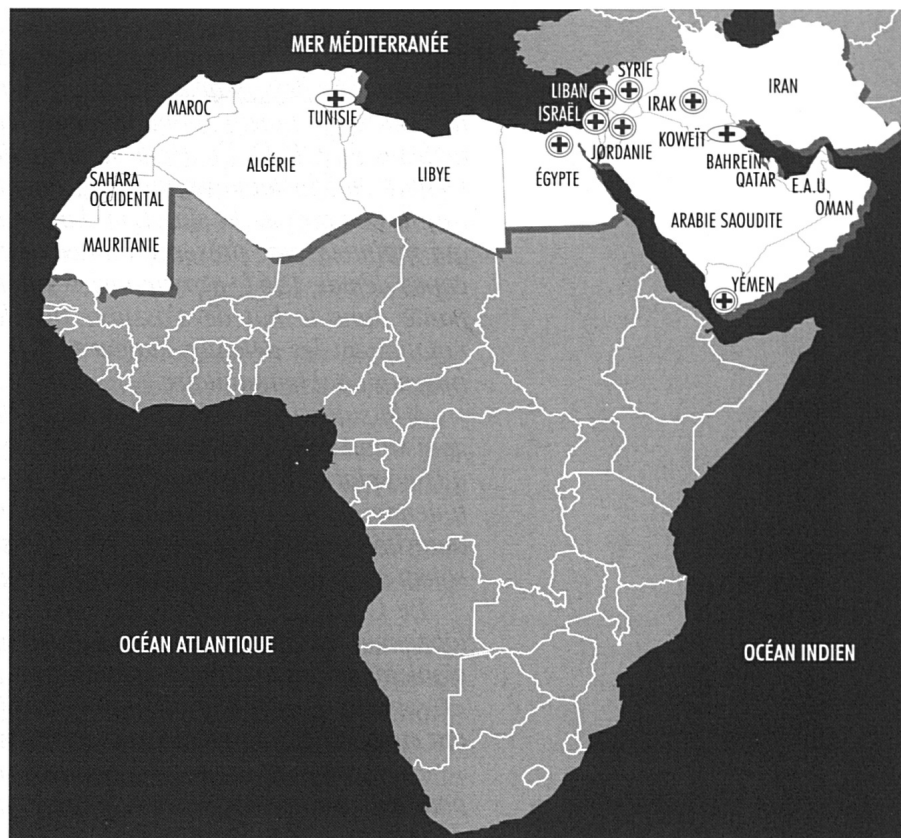 MER MÉDITERRANÉE
SYRIE
LIBAN
IRAN
ISRAËL
IRAK
MAROC
TUNISIE
KOWEÏT
JORDANIE
ALGÉRIE
LIBYE
ÉGYPTE
BAHREÏN
QATAR
E.A.U.
SAHARA
OCCIDENTAL
OMAN
ARABIE SAOUDITE
MAURITANIE
YÉMEN
OCÉAN ATLANTIQUE
OCÉAN INDIEN